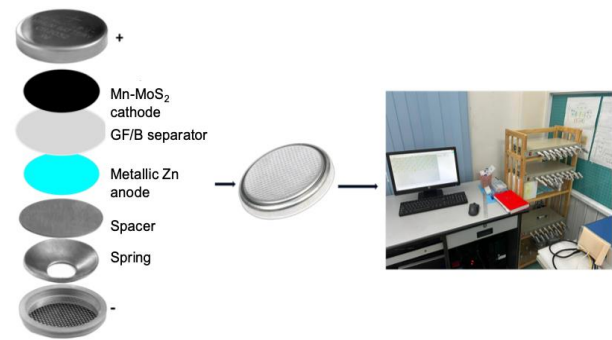 +
Mn-MoS₂
cathode
GF/B separator
Metallic Zn
anode
Spacer
Spring
-